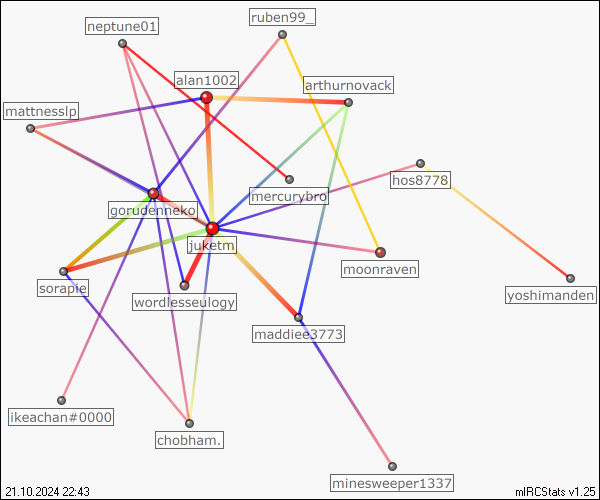 ruben99_
neptune01
alan1002
arthurnovack
mattnesslp
hos8778
mercurybro
gorodenneko
juketm
moonraven
sorapie
yoshimanden
wordlesseulogy
maddiee3773
ikeachan#0000
chobham.
minesweeper1337
21.10.2024 22:43
mIRCStats v1.25